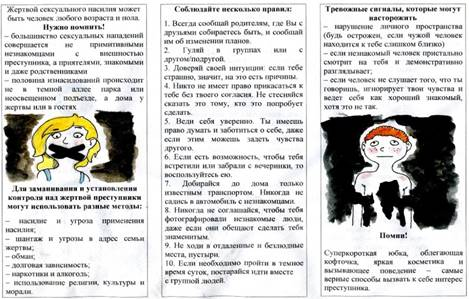 Жертвой сексуального насилия может
быть человек любого возраста и пола.
Нужно помнить!
– большинство сексуальных нападений
совершается не примитивными
незнакомцами с внешностью
преступника, а приятелями, знакомыми
и даже родственниками
– половина изнасилований происходит
не в темной аллее парка или
неосвещенном подъезде, а дома у
жертвы или в гостях
Для заманивания и установления
контроля над жертвой преступники
могут использовать разные методы:
– насилие и угроза применения
насилия;
– шантаж и угрозы в адрес семьи
жертвы;
– обман;
– долговая зависимость;
– наркотики и алкоголь;
– использование религии, культуры и
морали.
Соблюдайте несколько правил:
1. Всегда сообщай родителям, где Вы с
друзьями собираетесь быть, и сообщай
им об изменении планов.
2. Гуляй в группах или с
другом/подругой.
3. Доверяй своей интуиции: если тебе
страшно, значит, на это есть причины.
4. Никто не имеет право прикасаться к
тебе без твоего согласия. Не стесняйся
сказать это тому, кто это попробует
сделать.
5. Веди себя уверенно. Ты имеешь
право думать и заботиться о себе, даже
если этим можешь задеть чувства
другого.
6. Если есть возможность, чтобы тебя
встретили или забрали с вечеринки, то
воспользуйся ею.
7. Добирайся до дома только
известным транспортом. Никогда не
садись в автомобиль с незнакомцами.
8. Никогда не соглашайся, чтобы тебя
фотографировали незнакомые люди,
даже если они обещают сделать тебя
знаменитым.
9. Не ходи в отдаленные и безлюдные
места, пустыри.
10. Если необходимо пройти в темное
время суток, постарайся идти вместе
с группой людей.
Тревожные сигналы, которые могут
насторожить
– нарушение личного пространства
(будь осторожен, если чужой человек
находится к тебе слишком близко)
– если незнакомый человек пристально
смотрит на тебя и демонстративно
разглядывает;
– если человек не слушает того, что ты
говоришь, игнорирует твои чувства и
ведет себя как хороший знакомый,
хотя это не так.
Помни!
Суперкороткая юбка, облегающая
кофточка, яркая косметика и
вызывающее поведение – самые
верные способы вызвать к себе интерес
преступника.